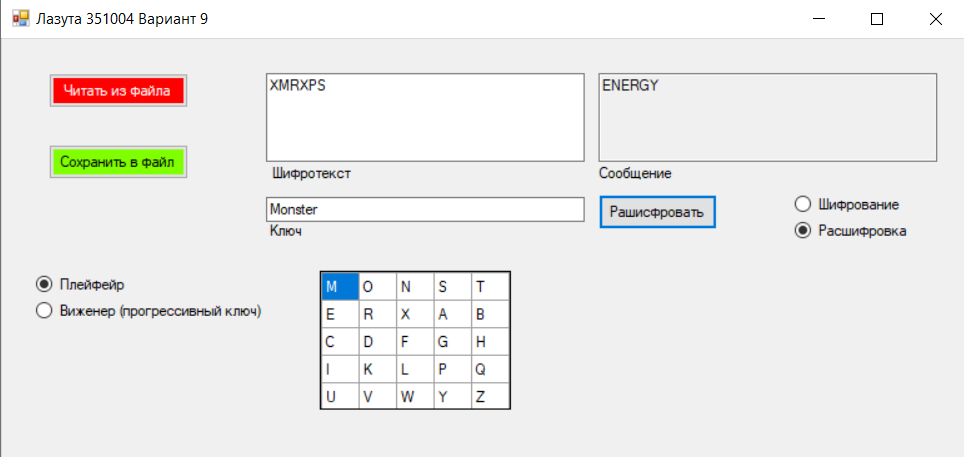 Лазута 351004 Вариант 9
Читать из файла
XMRXPS
ENERGY
Сохранить в файл
Шифротекст
Сообщение
Monster
Рашисфровать
Шифрование
Ключ
Расшифровка
Плейфейр
Виженер (прогрессивный ключ)
M O N S T
E R X A B
C D F G H
I K L P Q
U V W Y Z